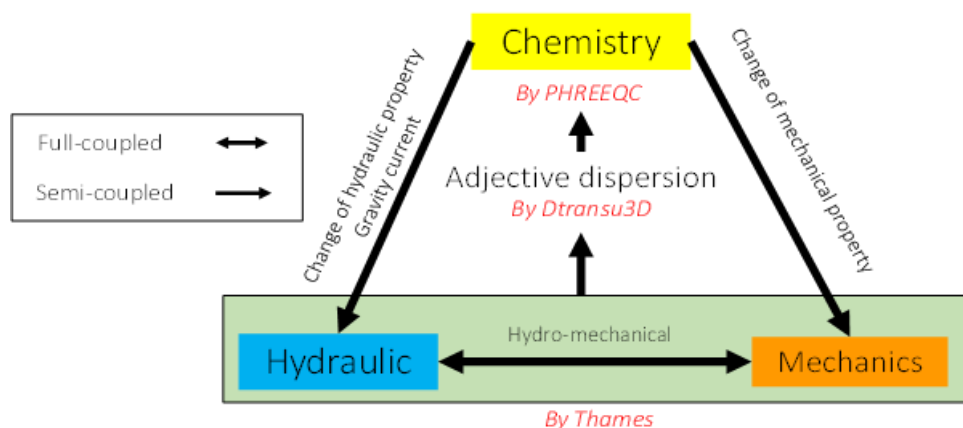 Chemistry
By PHREEQC
Change of hydraulic property
Gravity current
Change of mechanical property
Full-coupled
Semi-coupled
Adjective dispersion
By Dtransu3D
Hydro-mechanical
Hydraulic
Mechanics
By Thames